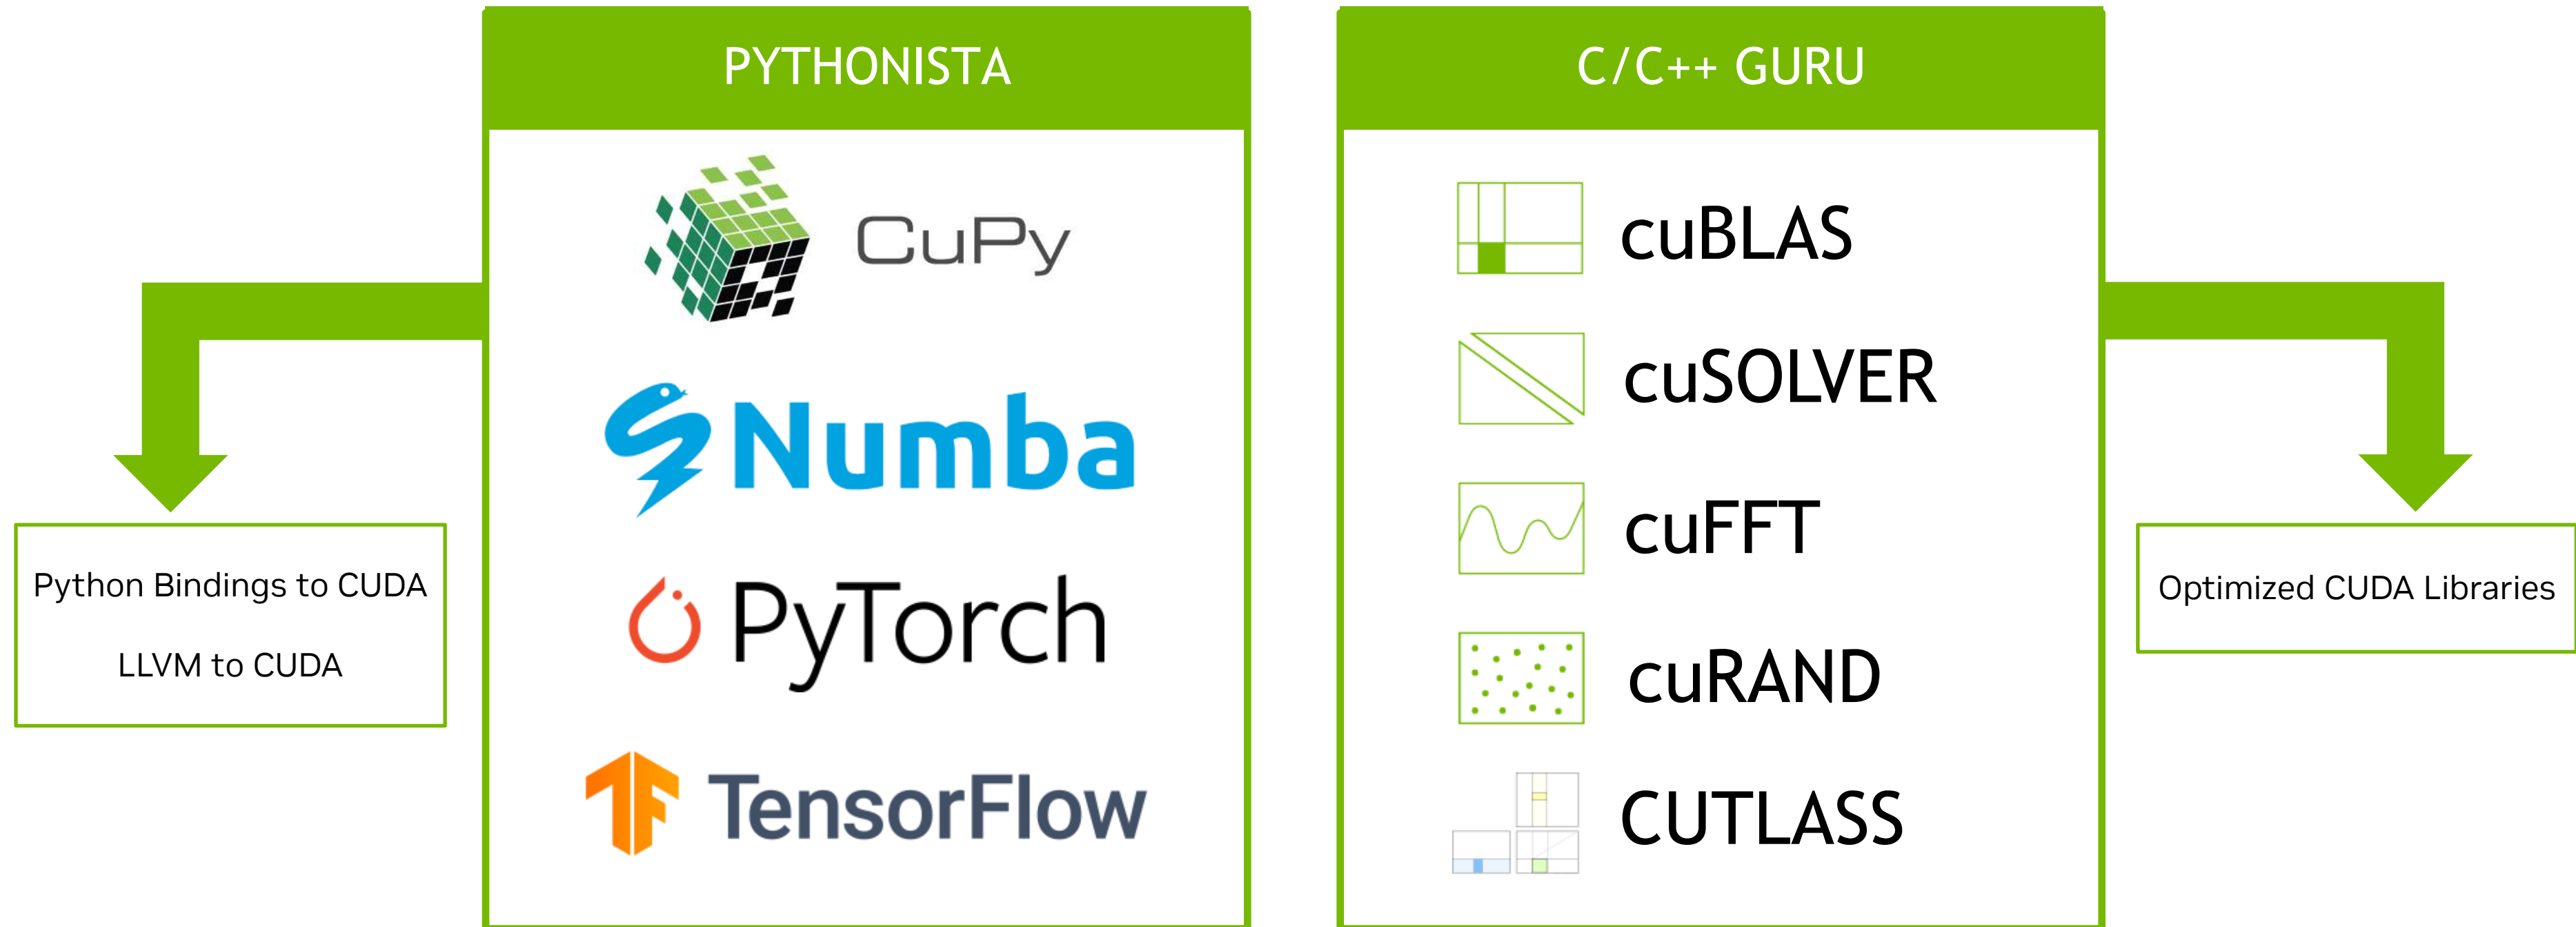 PYTHONISTA
CuPy
Numba
PyTorch
TensorFlow
Python Bindings to CUDA
LLVM to CUDA
C/C++ GURU
cuBLAS
cuSOLVER
cuFFT
cuRAND
CUTLASS
Optimized CUDA Libraries